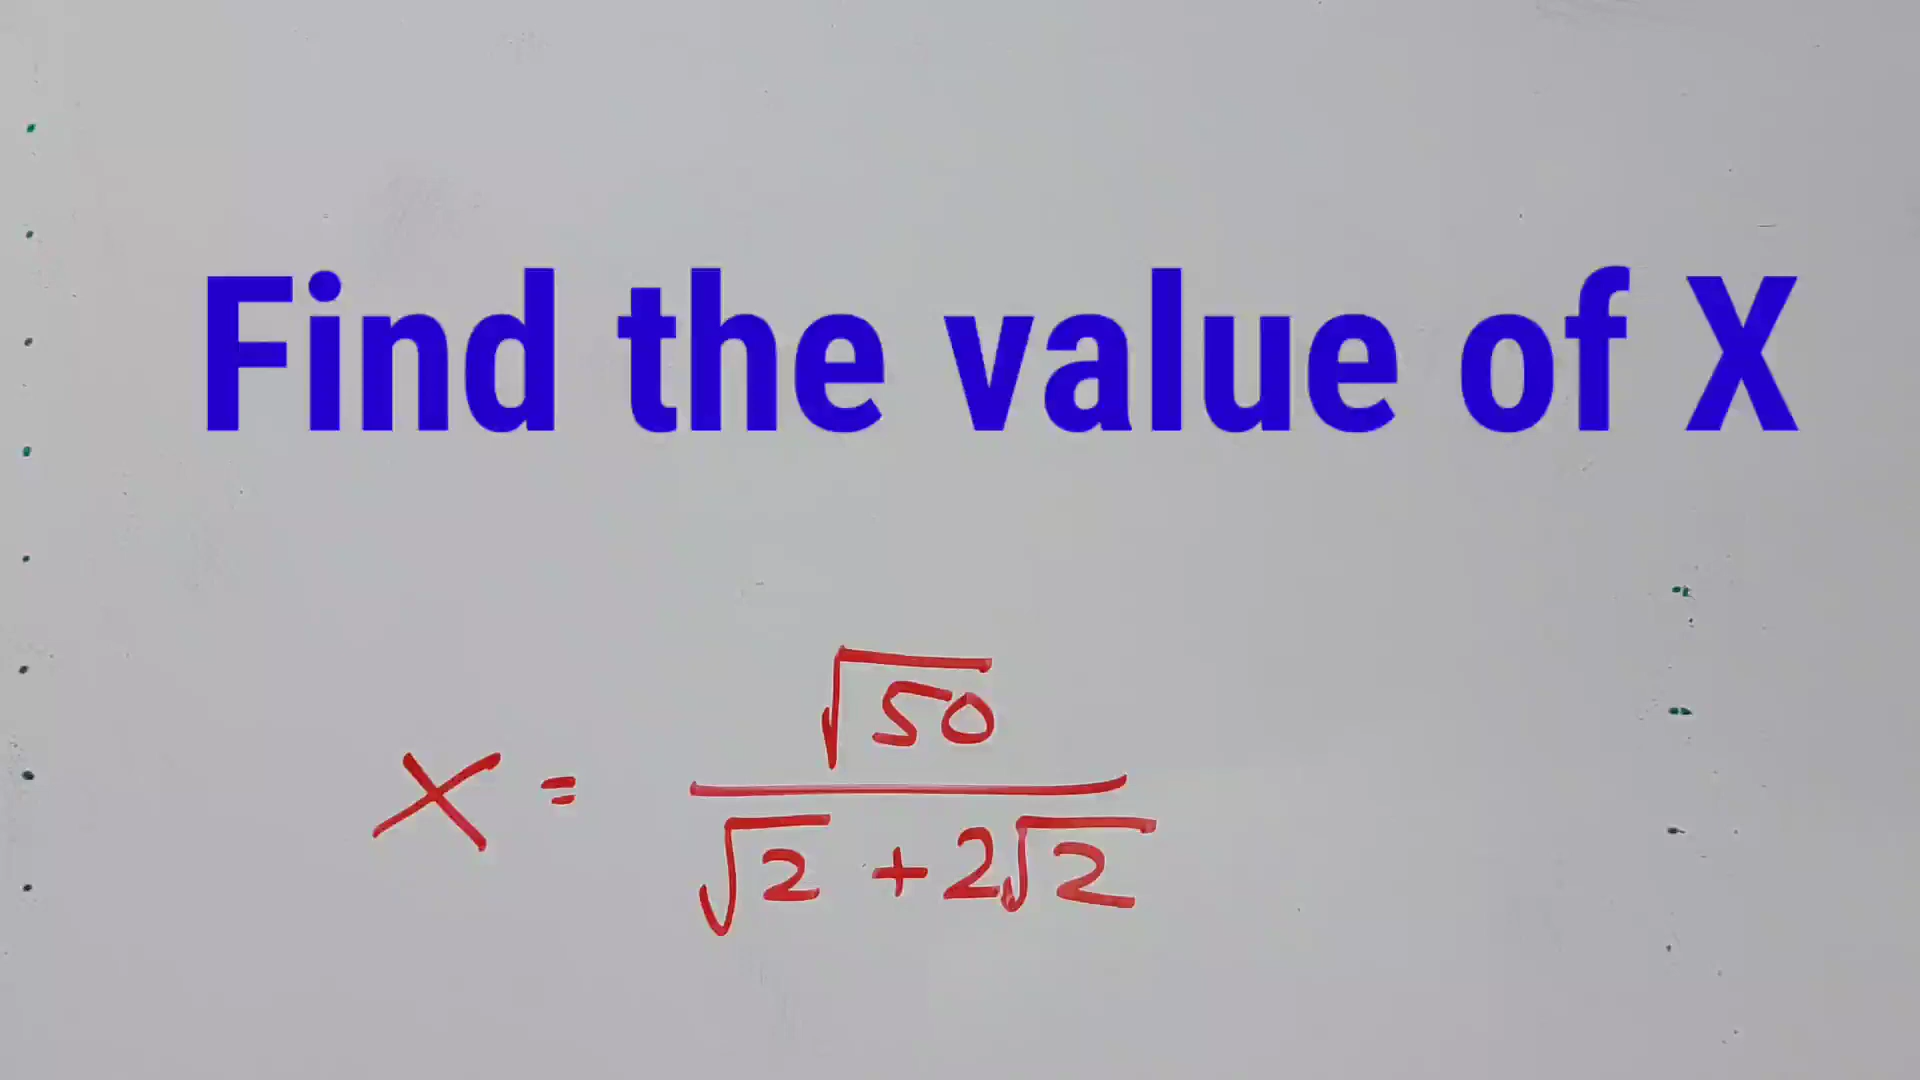 Find the value of X
X = √50 / √2 + 2√2